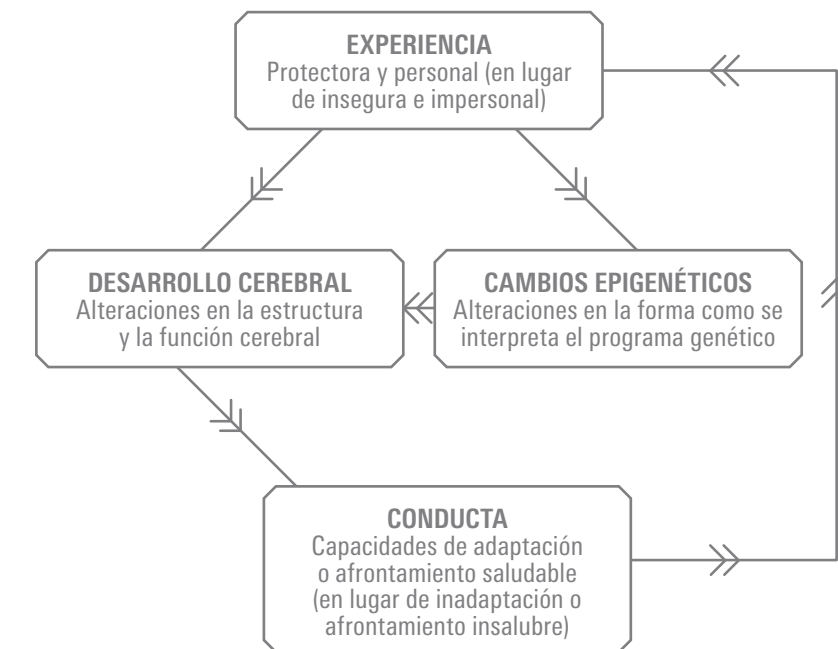 EXPERIENCIA
Protectora y personal (en lugar
de insegura e impersonal)
DESARROLLO CEREBRAL
Alteraciones en la estructura
y la función cerebral
CAMBIOS EPIGENÉTICOS
Alteraciones en la forma como se
interpreta el programa genético
CONDUCTA
Capacidades de adaptación
o afrontamiento saludable
(en lugar de inadaptación o
afrontamiento insalubre)